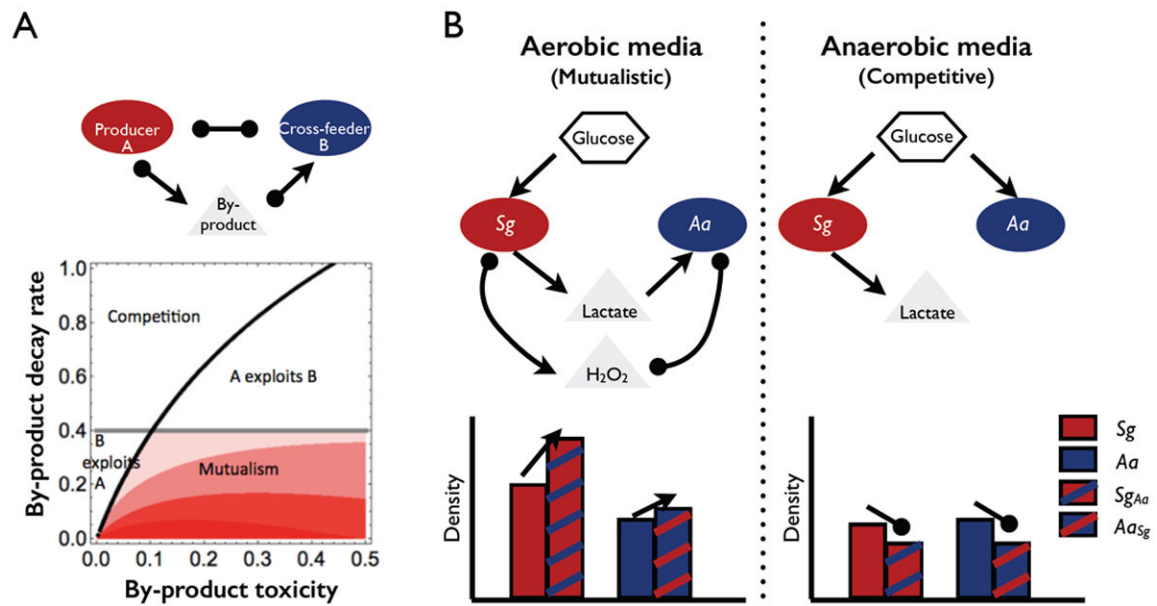 A
Producer
A
Cross-feeder
B
By-
product
By-product decay rate
1.0
0.8
0.6
0.4
0.2
0.0
Competition
A exploits B
B
exploits
A
Mutualism
0.0 0.1 0.2 0.3 0.4 0.5
By-product toxicity
B
Aerobic media
(Mutualistic)
Glucose
Sg
Aa
Lactate
H₂O₂
Density
Anaerobic media
(Competitive)
Glucose
Sg
Aa
Lactate
Density
Sg
Aa
SgAa
AaSg